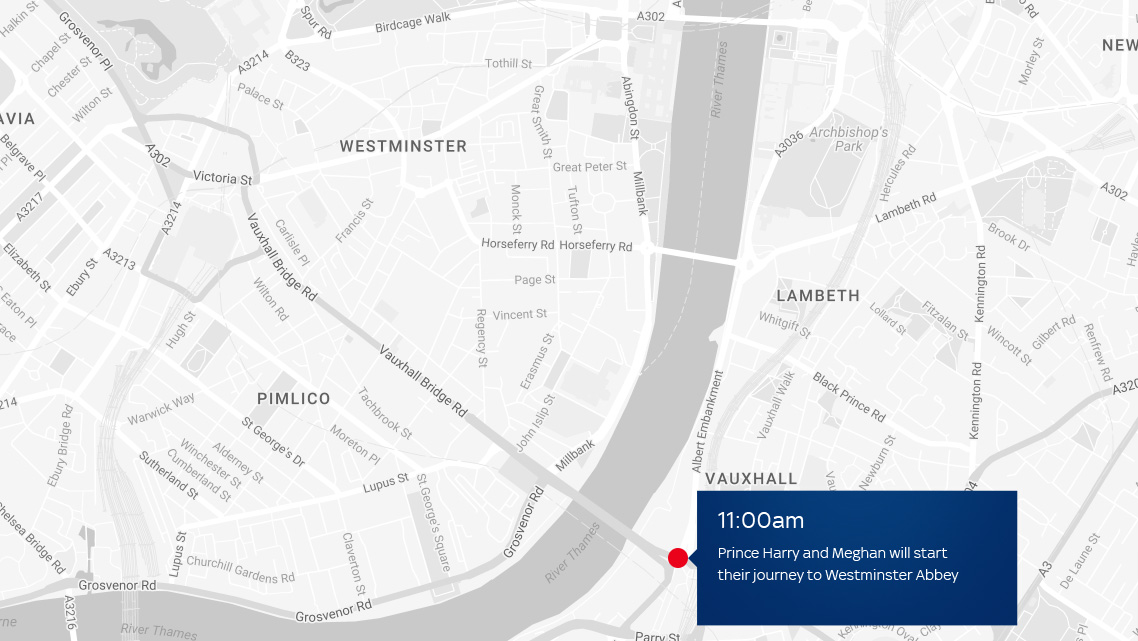 Halkin St
Grosvenor Pl
Chapel St
Chester St
Wilton St
AVIA
Spur Rd
Birdcage Walk
A302
A3214
B323
Palace St
Tothill St
Great Smith St
Abingdon St
River Thames
Morley St
NEW
WESTMINSTER
Great Peter St
A3036
Archbishop's
Park
Hercules Rd
Lambeth Rd
A302
Belgrave Pl
A302
Victoria St
A3217
A3214
Elizabeth St
Ebury St
A3213
Eaton Pl
Vauxhall Bridge Rd
Carlisle Pl
Francis St
Monck St
Tufton St
Millbank
Horseferry Rd
Horseferry Rd
Brook Dr
Kennington Rd
Page St
Wilton Rd
Hugh St
Vincent St
Regency St
Erasmus St
LAMBETH
Whitgift St
Lollard St
Fitzalan St
Wincott St
Gilbert Rd
Renfrew Rd
Vauxhall Bridge Rd
PIMLICO
Warwick Way
Tachbrook St
Moreton Pl
St George's Dr
John Islip St
Millbank
Albert Embankment
Vauxhall Walk
Black Prince Rd
Kennington Rd
Newburn St
214
Ebury Bridge Rd
Alderney St
Winchester St
Cumberland St
Sutherland St
Lupus St
St.George's Square
Grosvenor Rd
VAUXHALL
11:00am
Prince Harry and Meghan will start
their journey to Westminster Abbey
River Thames
helsea Bridge Rd
Lupus St
Churchill Gardens Rd
Claverton St
Grosvenor Rd
Grosvenor Rd
A3216
River Thames
Parry St
A3
De Laune St